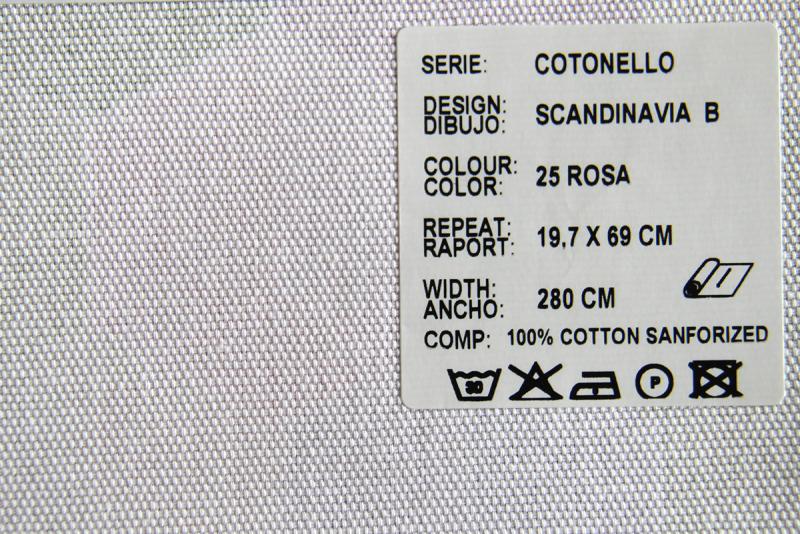 SERIE: COTONELLO
DESIGN:
DIBUJO: SCANDINAVIA B
COLOUR:
COLOR: 25 ROSA
REPEAT:
RAPORT: 19,7 X 69 CM
WIDTH:
ANCHO: 280 CM
COMP: 100% COTTON SANFORIZED
30 A P